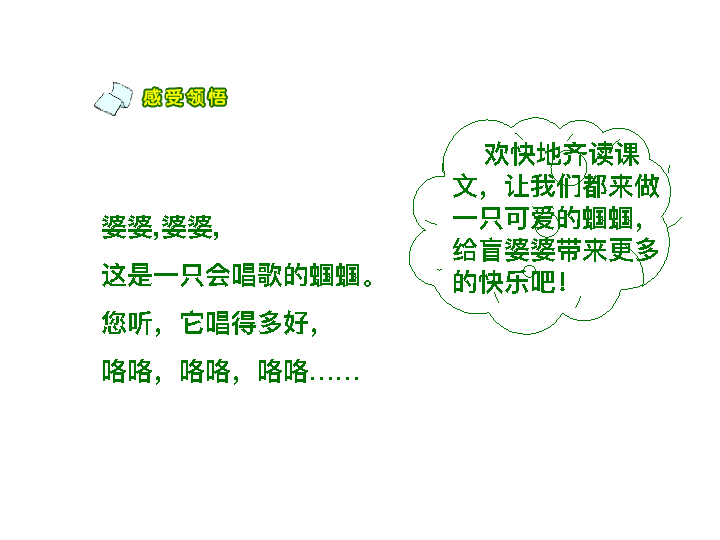 感受领悟
婆婆,婆婆,
这是一只会唱歌的蝈蝈。
您听，它唱得多好，
咯咯，咯咯，咯咯……
欢快地齐读课
文，让我们都来做
一只可爱的蝈蝈，
给盲婆婆带来更多
的快乐吧！